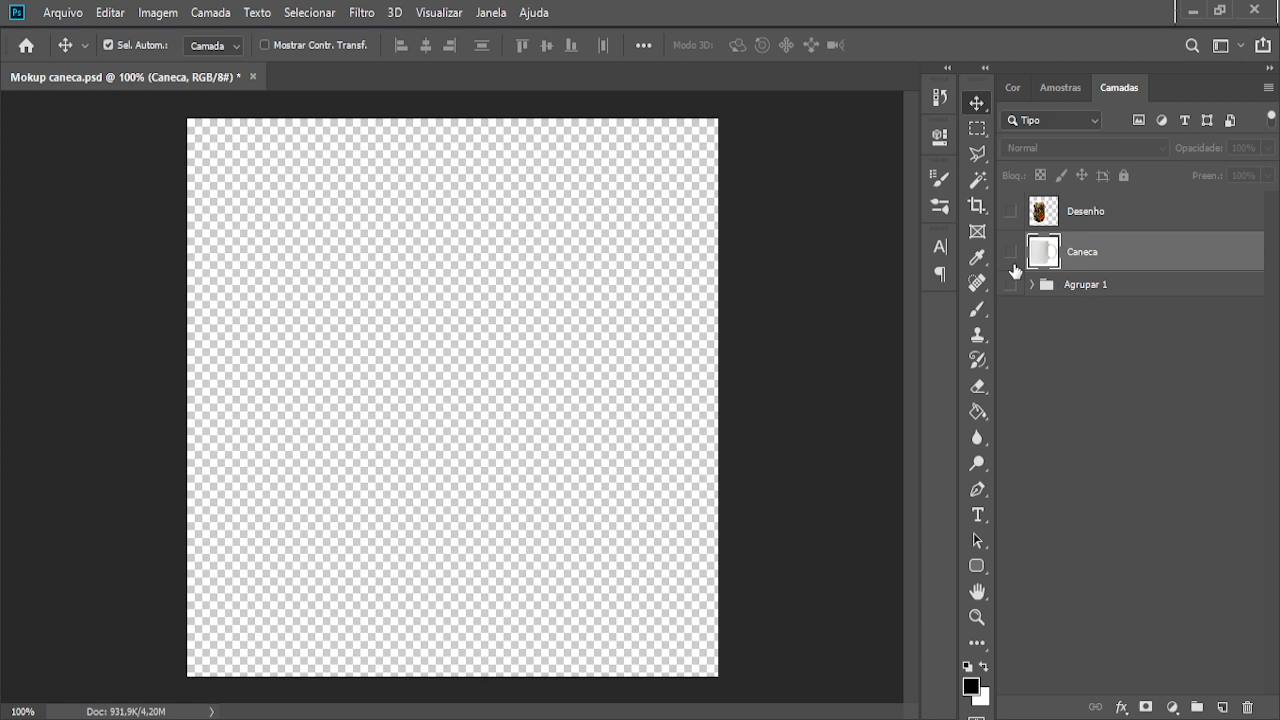 Ps Arquivo Editar Imagem Camada Texto Selecionar Filtro 3D Visualizar Janela Ajuda
Sel. Autom.: Camada Mostrar Contr. Transf. Modo 3D:
Mokup caneca.psd @ 100% (Caneca, RGB/8#) *
Cor Amostras Camadas
Tipo
Normal Opacidade: 100%
Bloq.: Preen.: 100%
Desenho
Caneca
Agrupar 1
100% Doc: 931,9K/4,20M